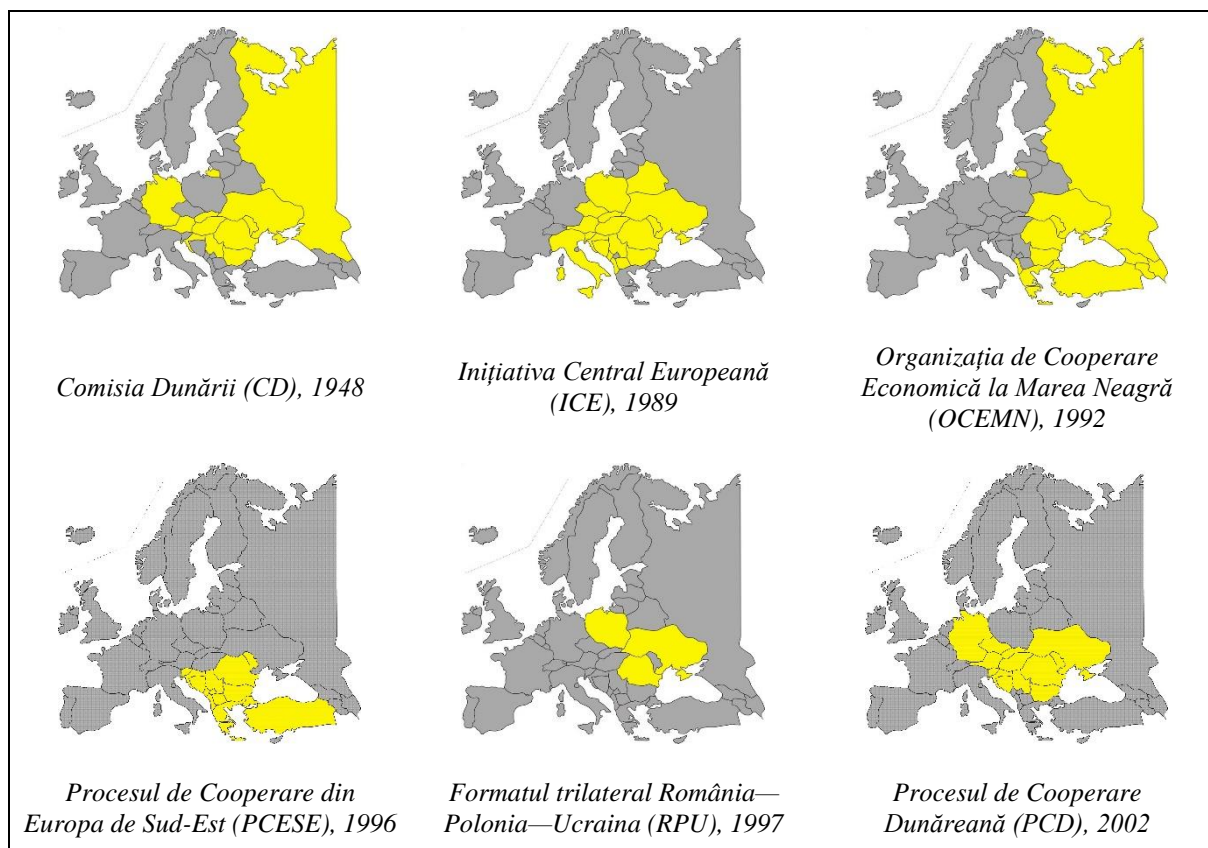 Comisia Dunării (CD), 1948
Inițiativa Central Europeană
(ICE), 1989
Organizația de Cooperare
Economică la Marea Neagră
(OCEMN), 1992
Procesul de Cooperare din
Europa de Sud-Est (PCESE), 1996
Formatul trilateral România—
Polonia—Ucraina (RPU), 1997
Procesul de Cooperare
Dunăreană (PCD), 2002